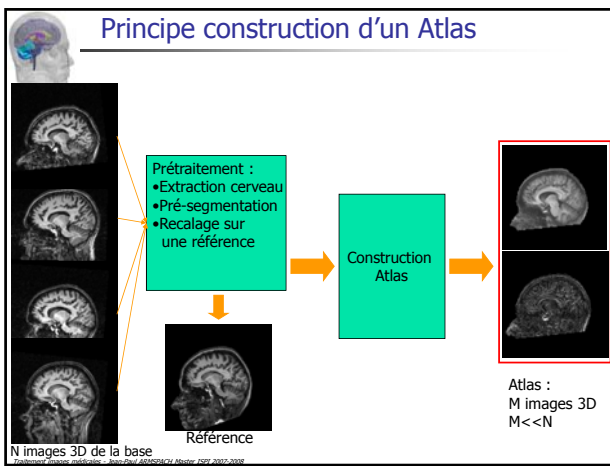 Principe construction d'un Atlas
Prétraitement :
•Extraction cerveau
•Pré-segmentation
•Recalage sur
une référence
Construction
Atlas
Référence
Atlas :
M images 3D
M<<N
N images 3D de la base
Traitement images médicales - Jean-Paul ARMSPACH Master ISPI 2007-2008